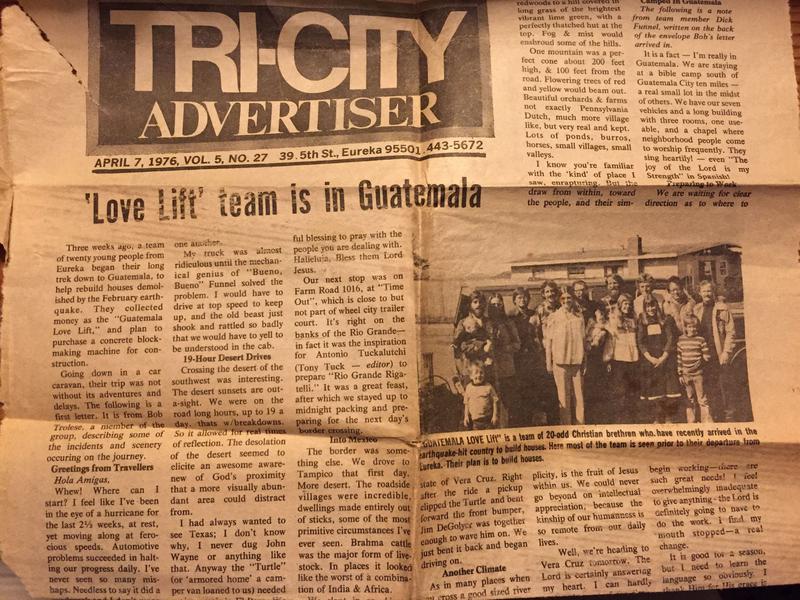 TRI-CITY
ADVERTISER
APRIL 7, 1976, VOL. 5, NO. 27 39. 5th St., Eureka 95501 443-5672
'Love Lift' team is in Guatemala
Three weeks ago, a team
of twenty young people from
Eureka began their long
trek down to Guatemala, to
help rebuild houses demol-
ished by the February earth-
quake. They collected
money as the "Guatemala
Love Lift," and plan to
purchase a concrete block-
making machine for con-
struction.
Going down in a car
caravan, their trip was not
without its adventures and
delays. The following is a
first letter. It is from Bob
Trolese, a member of the
group, describing some of
the incidents and scenery
occuring on the journey.
Greetings from Travellers
Hola Amigas,
Whew! Where can I
start? I feel like I've been
in the eye of a hurricane for
the last 2½ weeks, at rest,
yet moving along at fer-
ocious speeds. Automotive
problems succeeded in halt-
ing our progress daily. I've
never seen so many mis-
haps. Needless to say it did a
one another.
My truck was almost
ridiculous until the mechan-
ical genius of "Bueno,
Bueno" Funnel solved the
problem. I would have to
drive at top speed to keep
up, and the old beast just
shook and rattled so badly
that we would have to yell to
be understood in the cab.
19-Hour Desert Drives
Crossing the desert of the
southwest was interesting.
The desert sunsets are out-
a-sight. We were on the
road long hours, up to 19 a
day, thats w/breakdowns.
So it allowed for real times
of reflection. The desolation
of the desert seemed to
elicit an awesome aware-
ness of God's proximity
that a more visually abun-
dant area could distract
from.
I had always wanted to
see Texas; I don't know
why, I never dug John
Wayne or anything like
that. Anyway the "Turtle"
(or 'armored home' a cam-
per van loaned to us) needed
ful blessing to pray with the
people you are dealing with.
Halleluia, Bless them Lord
Jesus.
Our next stop was on
Farm Road 1016, at "Time
Out", which is close to but
not part of wheel city trailer
court. It's right on the
banks of the Rio Grande—
in fact it was the inspiration
for Antonio Tuckalutchi
(Tony Tuck — editor) to
prepare "Rio Grande Riga-
telli." It was a great feast,
after which we stayed up to
midnight packing and pre-
paring for the next day's
border crossing.
Into Mexico
The border was some-
thing else. We drove to
Tampico that first day.
More desert. The roadside
villages were incredible,
dwellings made entirely out
of sticks, some of the most
primitive circumstances I've
ever seen. Brahma cattle
was the major form of live-
stock. In places it looked
like the worst of a combina-
tion of India & Africa.
redwoods to a hill covered in
long grass of the brightest
vibrant lime green, with a
perfectly thatched hut at the
top. Fog & mist would
enshroud some of the hills.
One mountain was a per-
fect cone about 200 feet
high, & 100 feet from the
road. Flowering trees of red
and yellow would beam out.
Beautiful orchards & farms
not exactly Pennsylvania
Dutch, much more village
like, but very real and kept.
Lots of ponds, burros,
horses, small villages, small
valleys.
I know you're familiar
with the 'kind' of place I
saw, enrapturing. But the
draw from within, toward
the people, and their sim-
Camped in Guatemala
The following is a note
from team member Dick
Funnel, written on the back
of the envelope Bob's letter
arrived in.
It is a fact — I'm really in
Guatemala. We are staying
at a bible camp south of
Guatemala City ten miles —
a real small lot in the midst
of others. We have our seven
vehicles and a long building
with three rooms, one use-
able, and a chapel where
neighborhood people come
to worship frequently. They
sing heartily! — even "The
joy of the Lord is my
Strength" in Spanish!
Preparing to Work
We are waiting for clear
direction as to where to
"GUATEMALA LOVE LIFT" is a team of 20-odd Christian brethren who have recently arrived in the
earthquake-hit country to build houses. Here most of the team is seen prior to their departure from
Eureka. Their plan is to build houses.
state of Vera Cruz. Right
after the ride a pickup
clipped the Turtle and bent
forward the front bumper,
Jim DeGolyer was together
enough to wave him on. We
just bent it back and began
driving on.
Another Climate
As in many places when
cross a good sized river
plicity, is the fruit of Jesus
within us. We could never
go beyond on intellectual
appreciation, because the
kinship of our humanness is
so remote from our daily
lives.
Well, we're heading to
Vera Cruz tomorrow. The
Lord is certainly answering
my heart. I can hardly
begin working—there are
such great needs! I feel
overwhelmingly inadequate
to give anything - the Lord is
definitely going to have to
do the work. I find my
mouth stopped—a real
change.
It is good for a season,
but I need to learn the
language so obviously. I
thank Him for His grace is